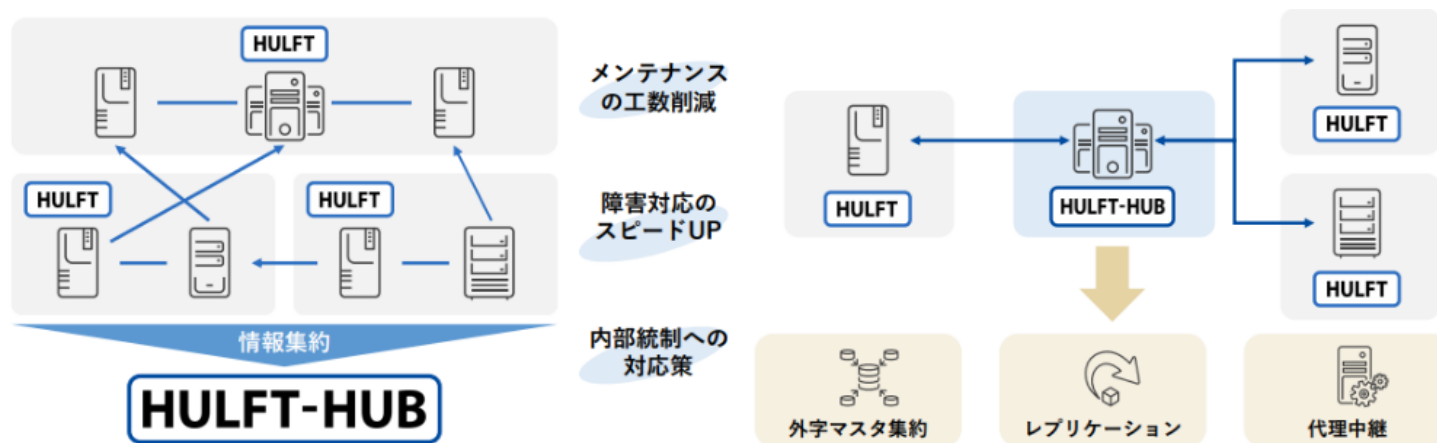 HULFT
HULFT
HULFT
情報集約
HULFT-HUB
メンテナンス
の工数削減
障害対応の
スピードUP
内部統制への
対応策
HULFT
HULFT-HUB
HULFT
HULFT
外字マスタ集約
レプリケーション
代理中継